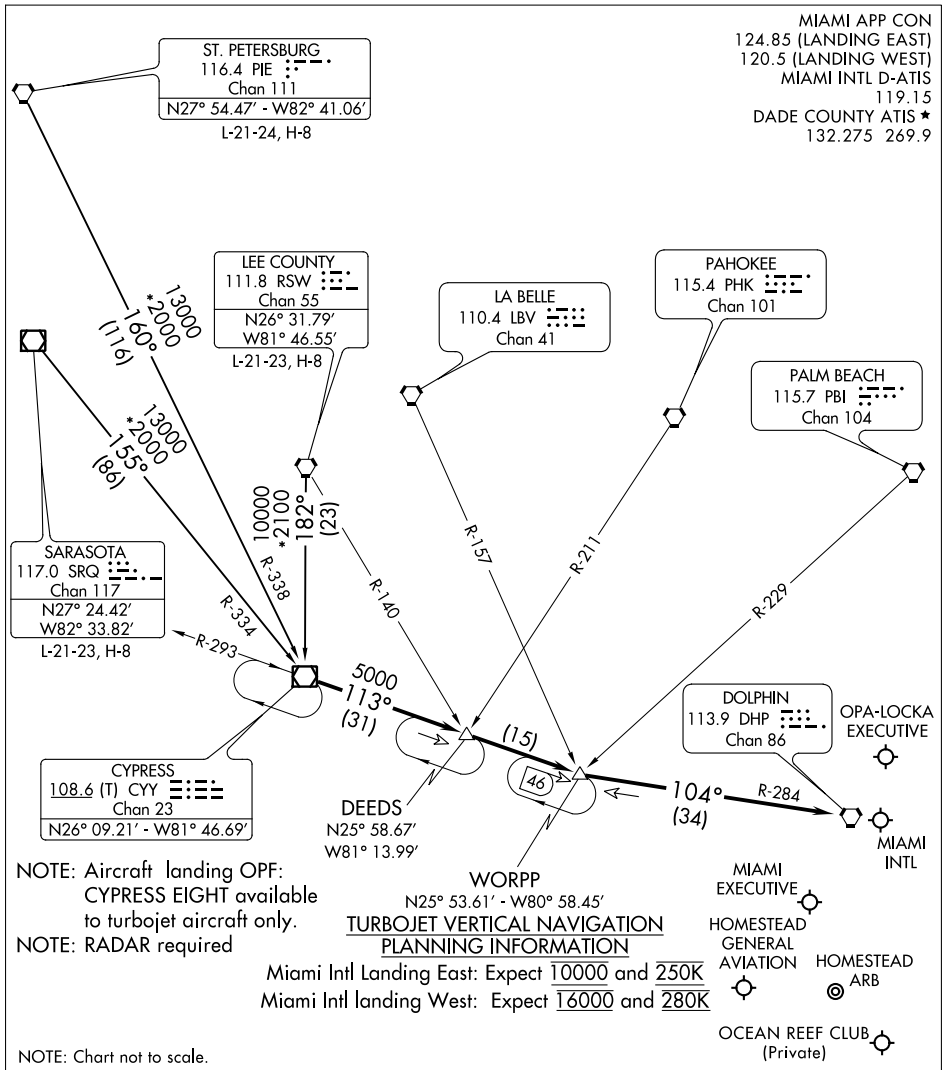 MIAMI APP CON
124.85 (LANDING EAST)
120.5 (LANDING WEST)
MIAMI INTL D-ATIS
119.15
DADE COUNTY ATIS ★
132.275 269.9
ST. PETERSBURG
116.4 PIE
Chan 111
N27° 54.47' - W82° 41.06'
L-21-24, H-8
LEE COUNTY
111.8 RSW
Chan 55
N26° 31.79'
W81° 46.55'
L-21-23, H-8
LA BELLE
110.4 LBV
Chan 41
PAHOKEE
115.4 PHK
Chan 101
PALM BEACH
115.7 PBI
Chan 104
13000
*2000
160°
(116)
13000
*2000
155°
(86)
10000
*2100
182°
(23)
SARASOTA
117.0 SRQ
Chan 117
N27° 24.42'
W82° 33.82'
L-21-23, H-8
R-338
R-334
R-293
R-140
R-157
R-211
R-229
5000
113°
(31)
(15)
46
104°
(34)
R-284
DOLPHIN
113.9 DHP
Chan 86
OPA-LOCKA
EXECUTIVE
CYPRESS
108.6 (T) CYY
Chan 23
N26° 09.21' - W81° 46.69'
DEEDS
N25° 58.67'
W81° 13.99'
MIAMI
INTL
WORPP
N25° 53.61' - W80° 58.45'
NOTE: Aircraft landing OPF:
CYPRESS EIGHT available
to turbojet aircraft only.
NOTE: RADAR required
TURBOJET VERTICAL NAVIGATION
PLANNING INFORMATION
Miami Intl Landing East: Expect 10000 and 250K
Miami Intl landing West: Expect 16000 and 280K
MIAMI
EXECUTIVE
HOMESTEAD
GENERAL
AVIATION
HOMESTEAD
ARB
OCEAN REEF CLUB
(Private)
NOTE: Chart not to scale.